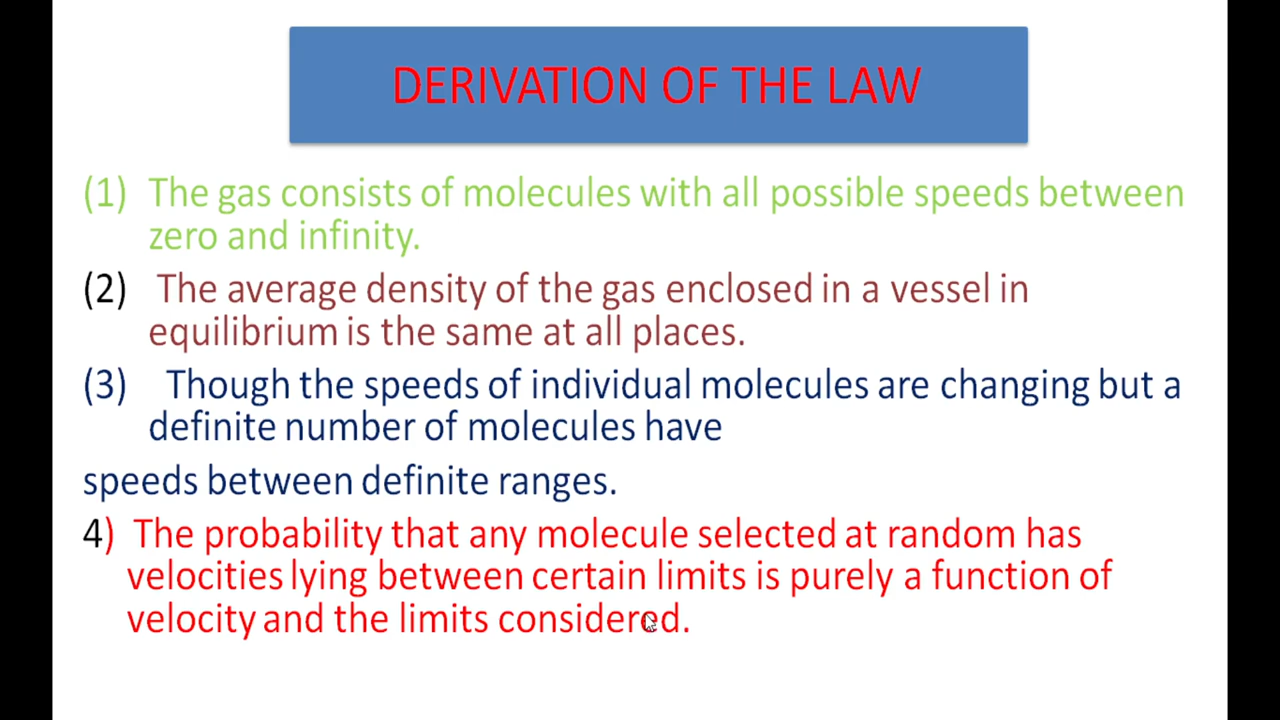 DERIVATION OF THE LAW
(1) The gas consists of molecules with all possible speeds between
zero and infinity.
(2) The average density of the gas enclosed in a vessel in
equilibrium is the same at all places.
(3) Though the speeds of individual molecules are changing but a
definite number of molecules have
speeds between definite ranges.
4) The probability that any molecule selected at random has
velocities lying between certain limits is purely a function of
velocity and the limits considered.